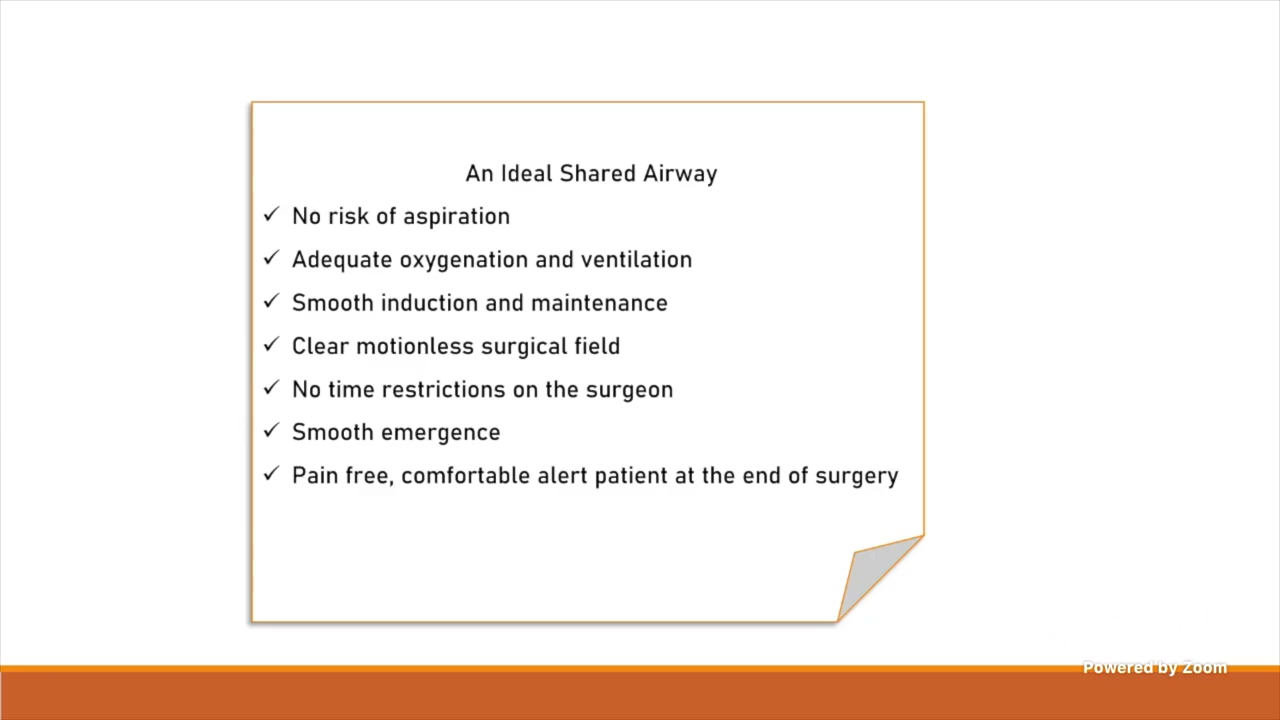 An Ideal Shared Airway
✓ No risk of aspiration
✓ Adequate oxygenation and ventilation
✓ Smooth induction and maintenance
✓ Clear motionless surgical field
✓ No time restrictions on the surgeon
✓ Smooth emergence
✓ Pain free, comfortable alert patient at the end of surgery
Powered by Zoom